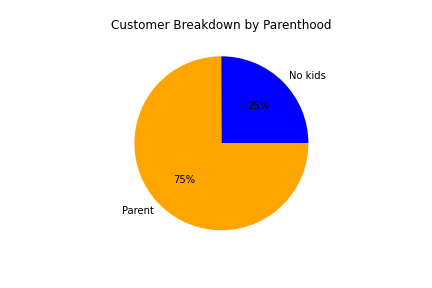 Customer Breakdown by Parenthood
No kids
25%
75%
Parent